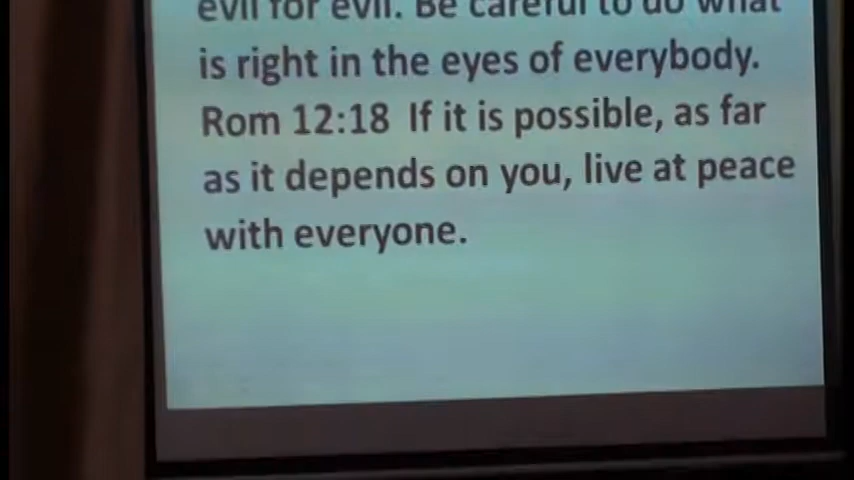 evil for evil. Be careful to do what
is right in the eyes of everybody.
Rom 12:18 If it is possible, as far
as it depends on you, live at peace
with everyone.